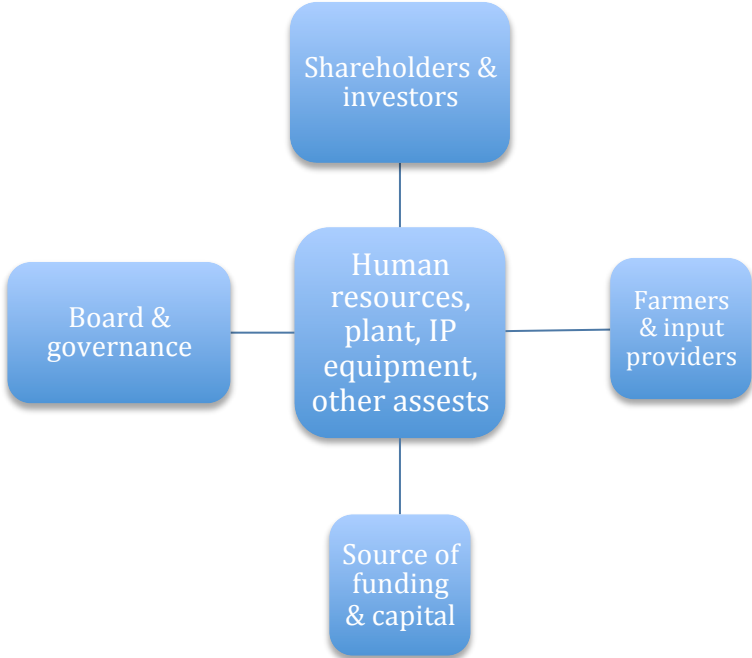 Shareholders &
investors
Board &
governance
Human
resources,
plant, IP
equipment,
other assests
Farmers
& input
providers
Source of
funding
& capital